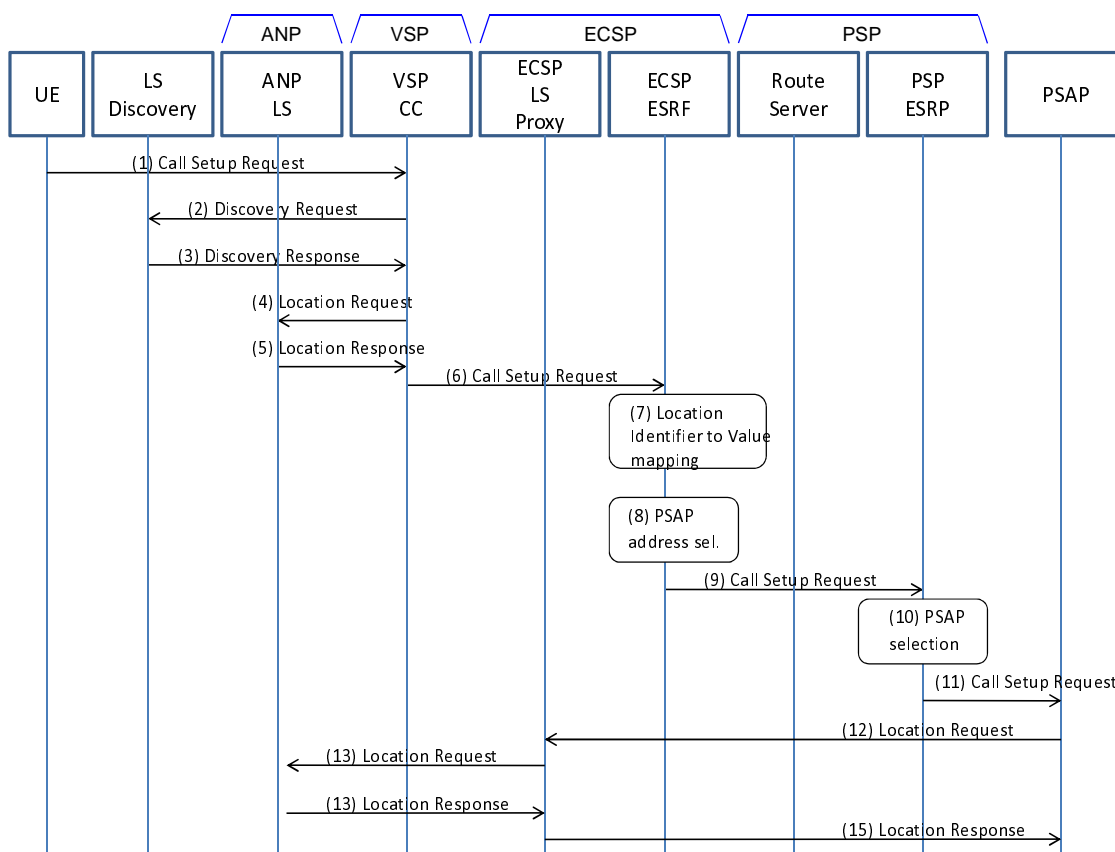 ANP
VSP
ECSP
PSP
UE
LS
Discovery
ANP
LS
VSP
CC
ECSP
LS
Proxy
ECSP
ESRF
Route
Server
PSP
ESRP
PSAP
(1) Call Setup Request
(2) Discovery Request
(3) Discovery Response
(4) Location Request
(5) Location Response
(6) Call Setup Request
(7) Location
Identifier to Value
mapping
(8) PSAP
address sel.
(9) Call Setup Request
(10) PSAP
selection
(11) Call Setup Request
(12) Location Request
(13) Location Request
(13) Location Response
(15) Location Response